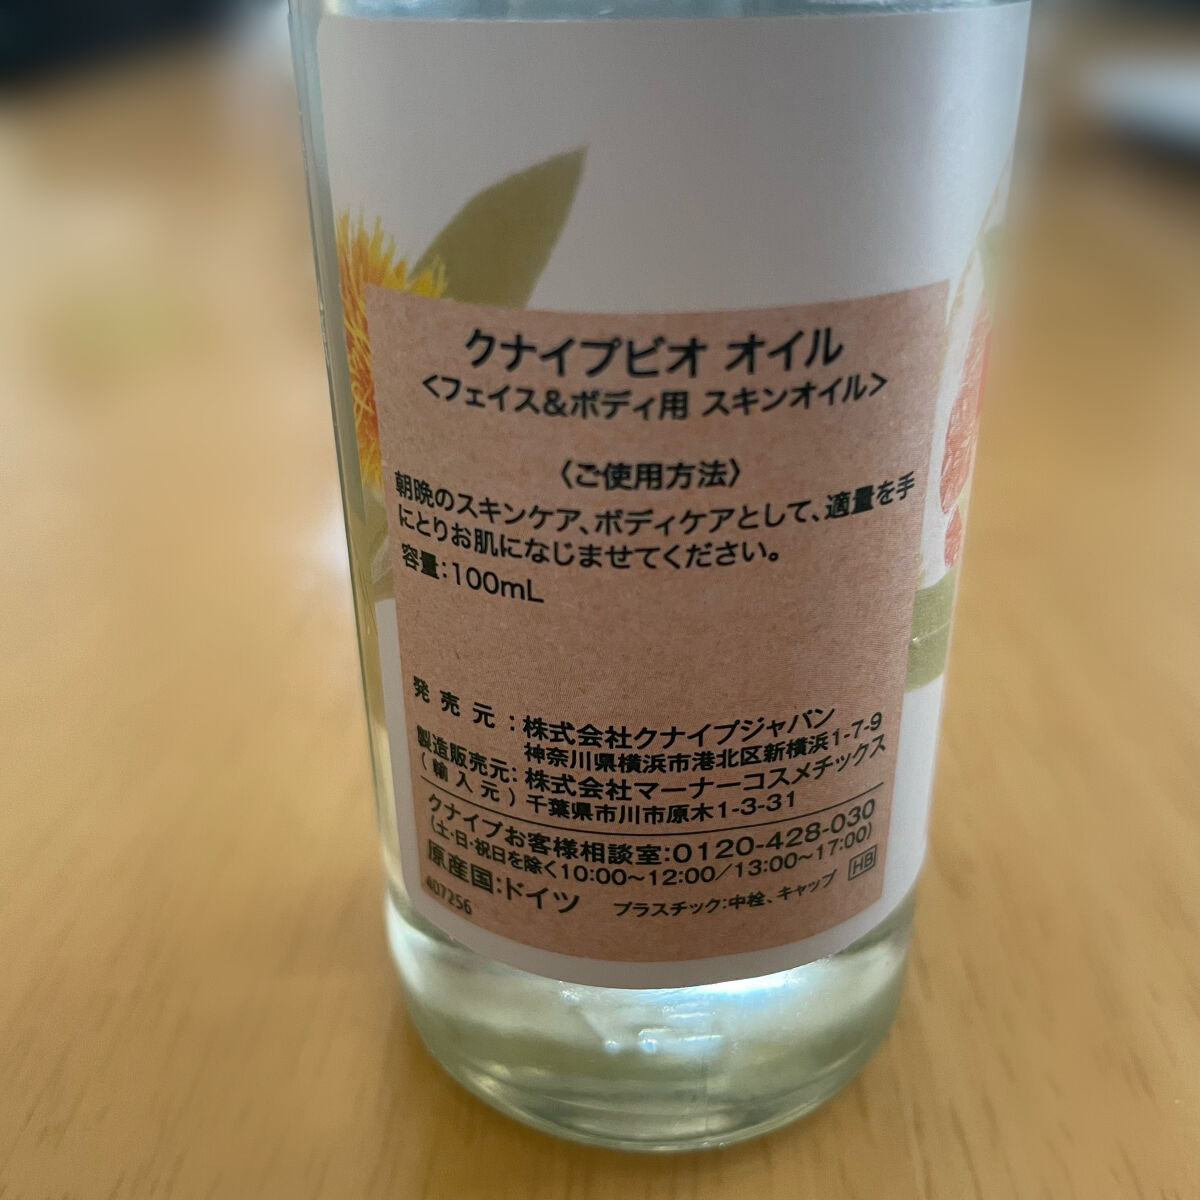 クナイプビオ オイル
<フェイス&ボディ用 スキンオイル>
〈ご使用方法〉
朝晩のスキンケア、ボディケアとして、適量を手
にとりお肌になじませてください。
容量:100mL
発売元:株式会社クナイプジャパン
神奈川県横浜市港北区新横浜1-7-9
製造販売元:株式会社マーナーコスメチックス
(輸入元)千葉県市川市原木1-3-31
クナイプお客様相談室:0120-428-030
(土・日・祝日を除く10:00~12:00/13:00~17:00)
原産国:ドイツ
プラスチック:中栓、キャップ HB
407256